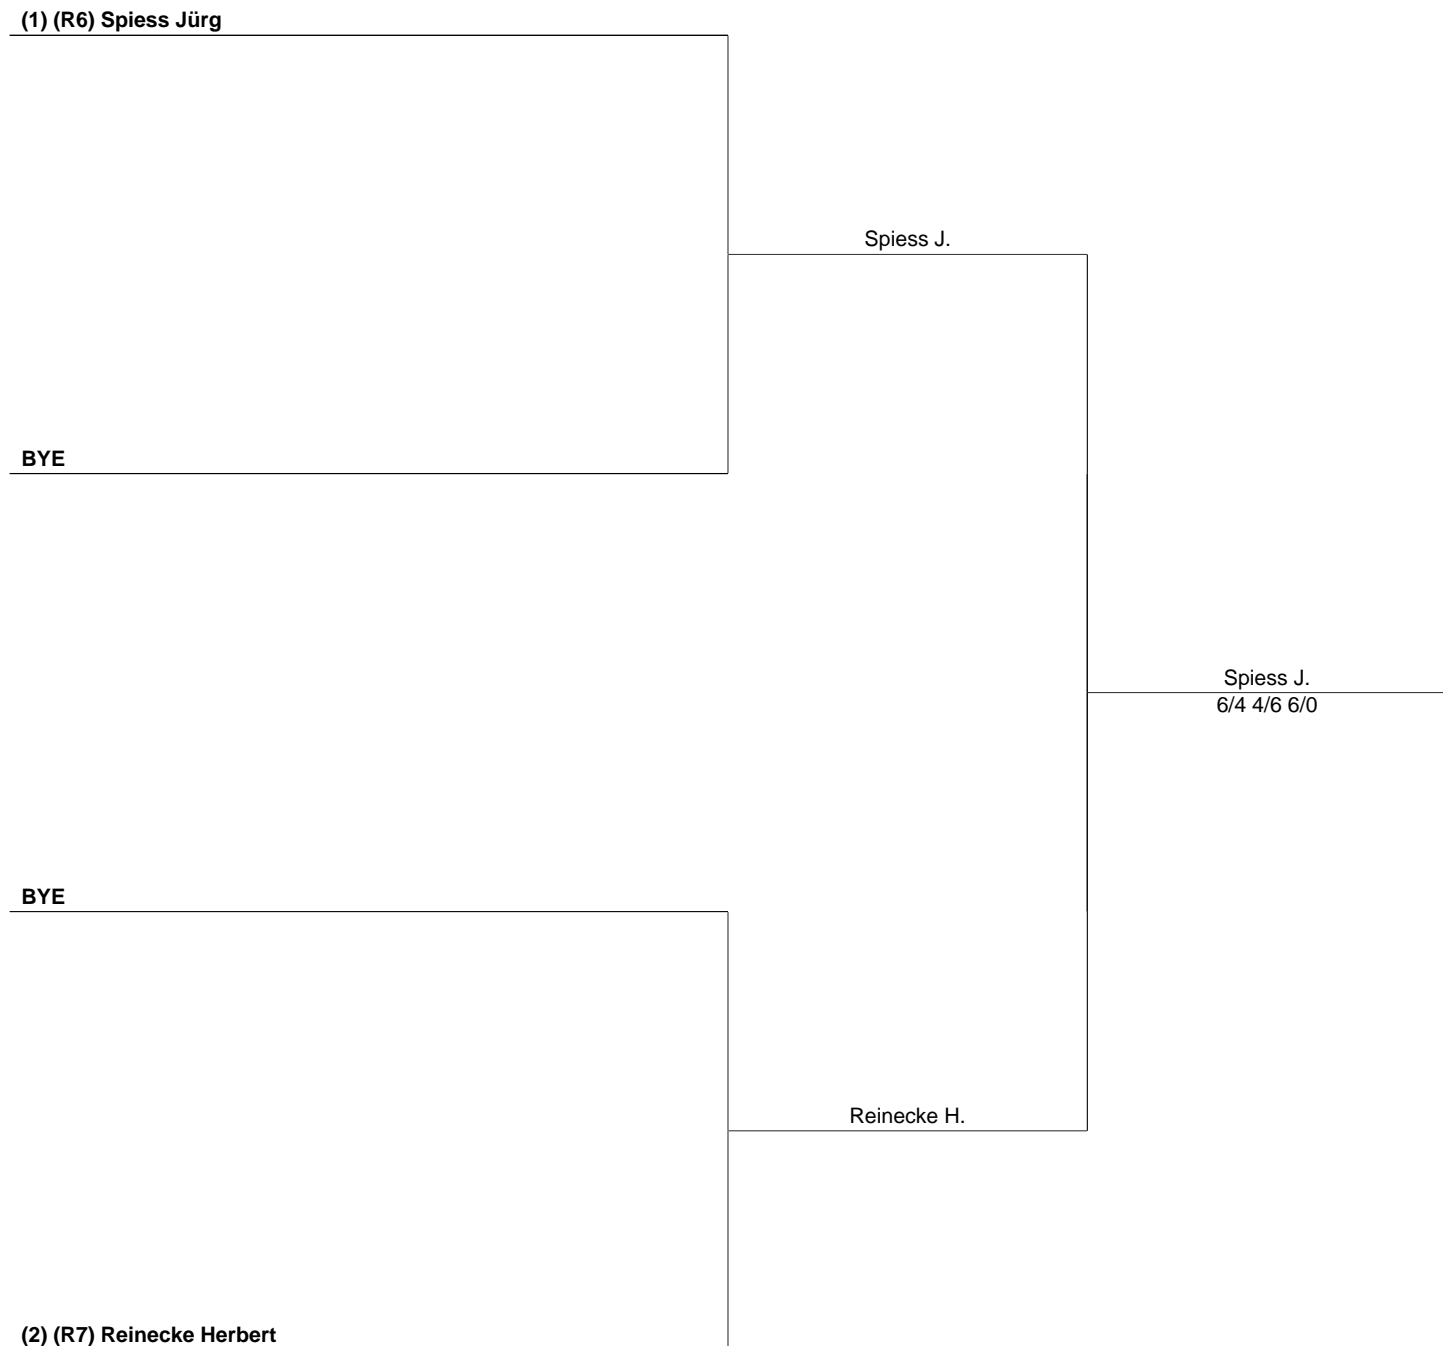 (1) (R6) Spiess Jürg
Spiess J.
BYE
Spiess J.
6/4 4/6 6/0
BYE
Reinecke H.
(2) (R7) Reinecke Herbert